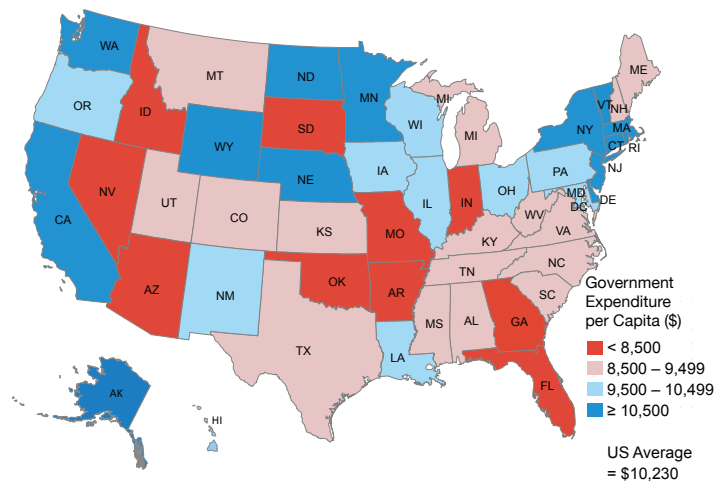 WA
MT
ND
MN
ME
MI
VT
NH
OR
ID
SD
WI
NY
MA
MI
CT
RI
WY
NE
IA
PA
NJ
NV
UT
CO
IL
IN
OH
MD
DE
DC
CA
KS
MO
WV
VA
KY
NC
AZ
NM
OK
AR
TN
SC
MS
AL
GA
TX
LA
FL
AK
HI
Government
Expenditure
per Capita ($)
< 8,500
8,500 – 9,499
9,500 – 10,499
≥ 10,500
US Average
= $10,230